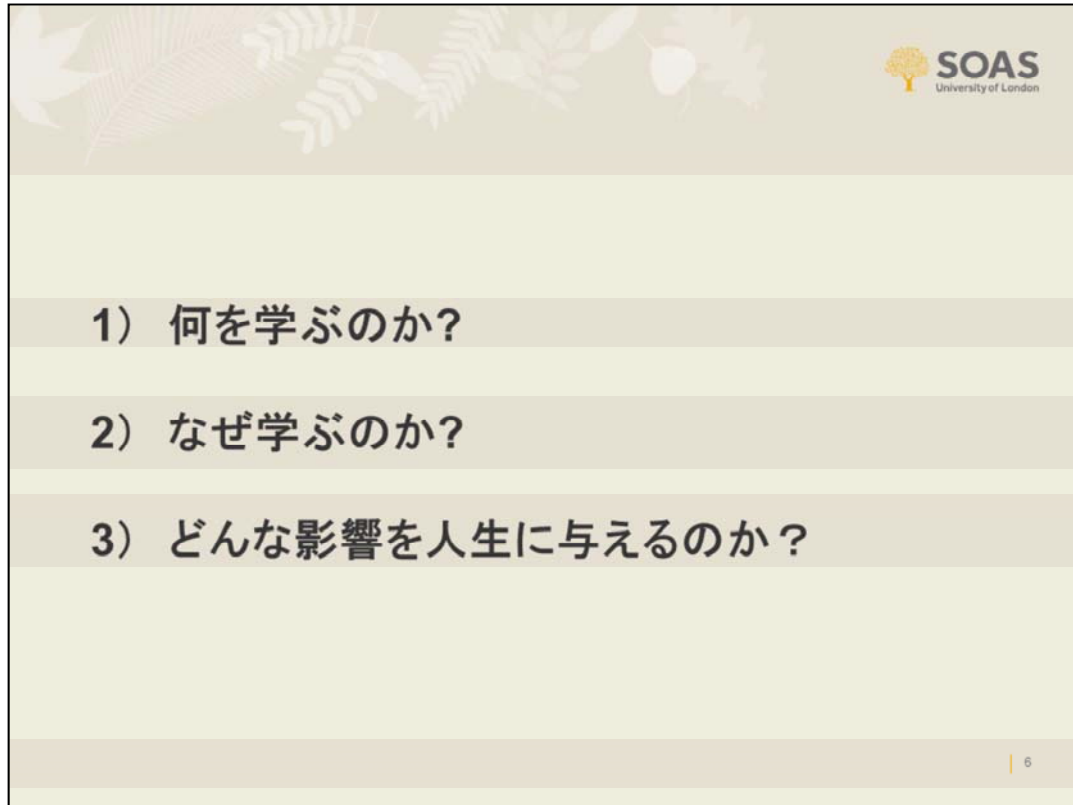 SOAS
University of London
1） 何を学ぶのか?
2） なぜ学ぶのか?
3） どんな影響を人生に与えるのか？
6